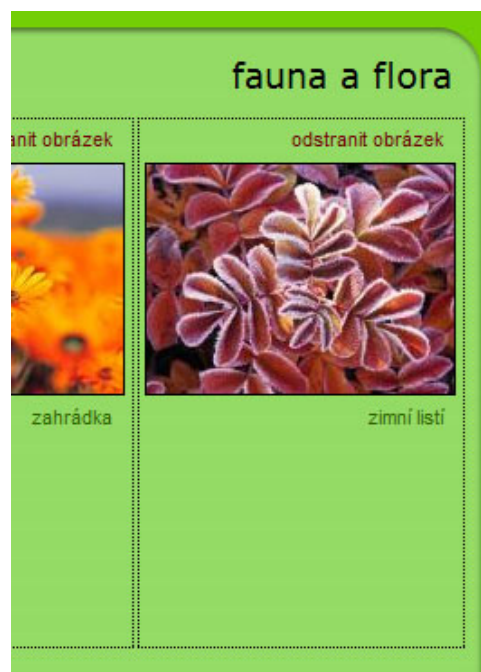 fauna a flora
anit obrázek
odstranit obrázek
zahrádka
zimní listí